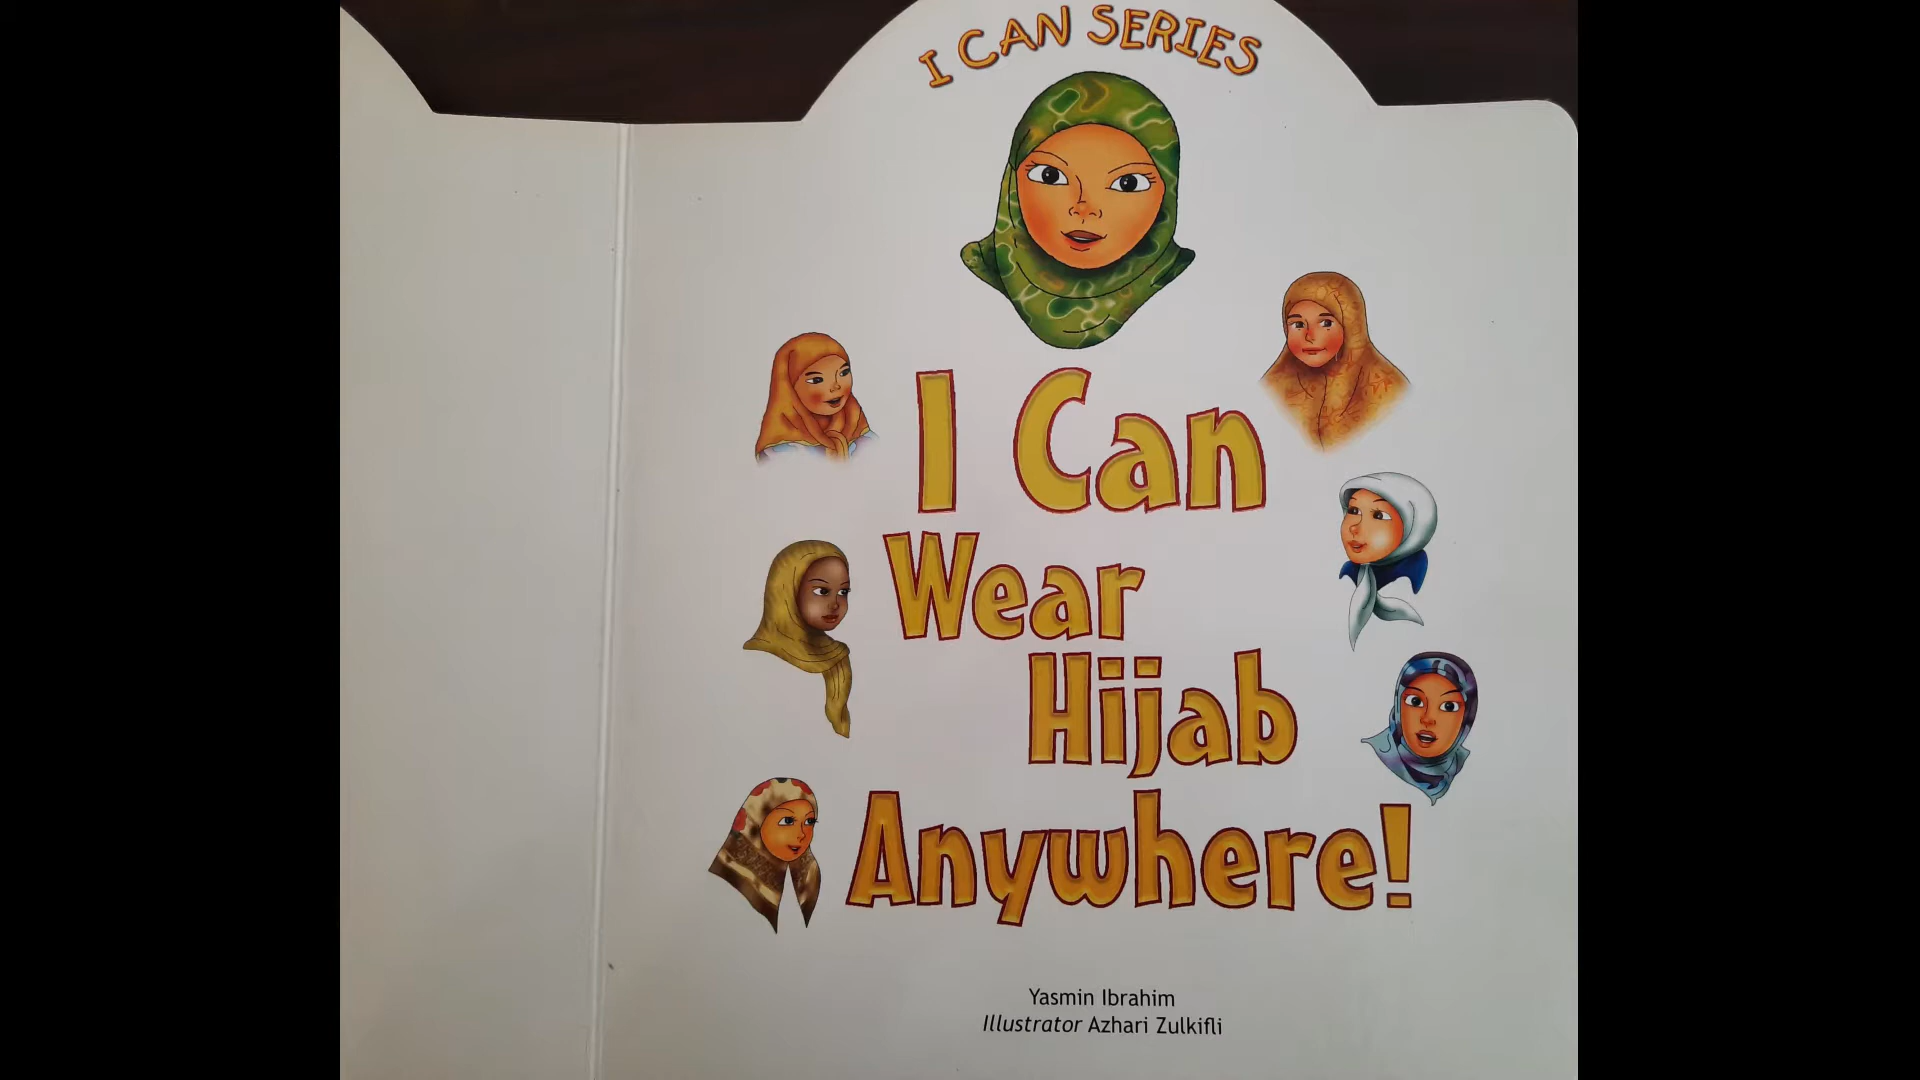 I CAN SERIES
I Can
Wear
Hijab
Anywhere!
Yasmin Ibrahim
Illustrator Azhari Zulkifli